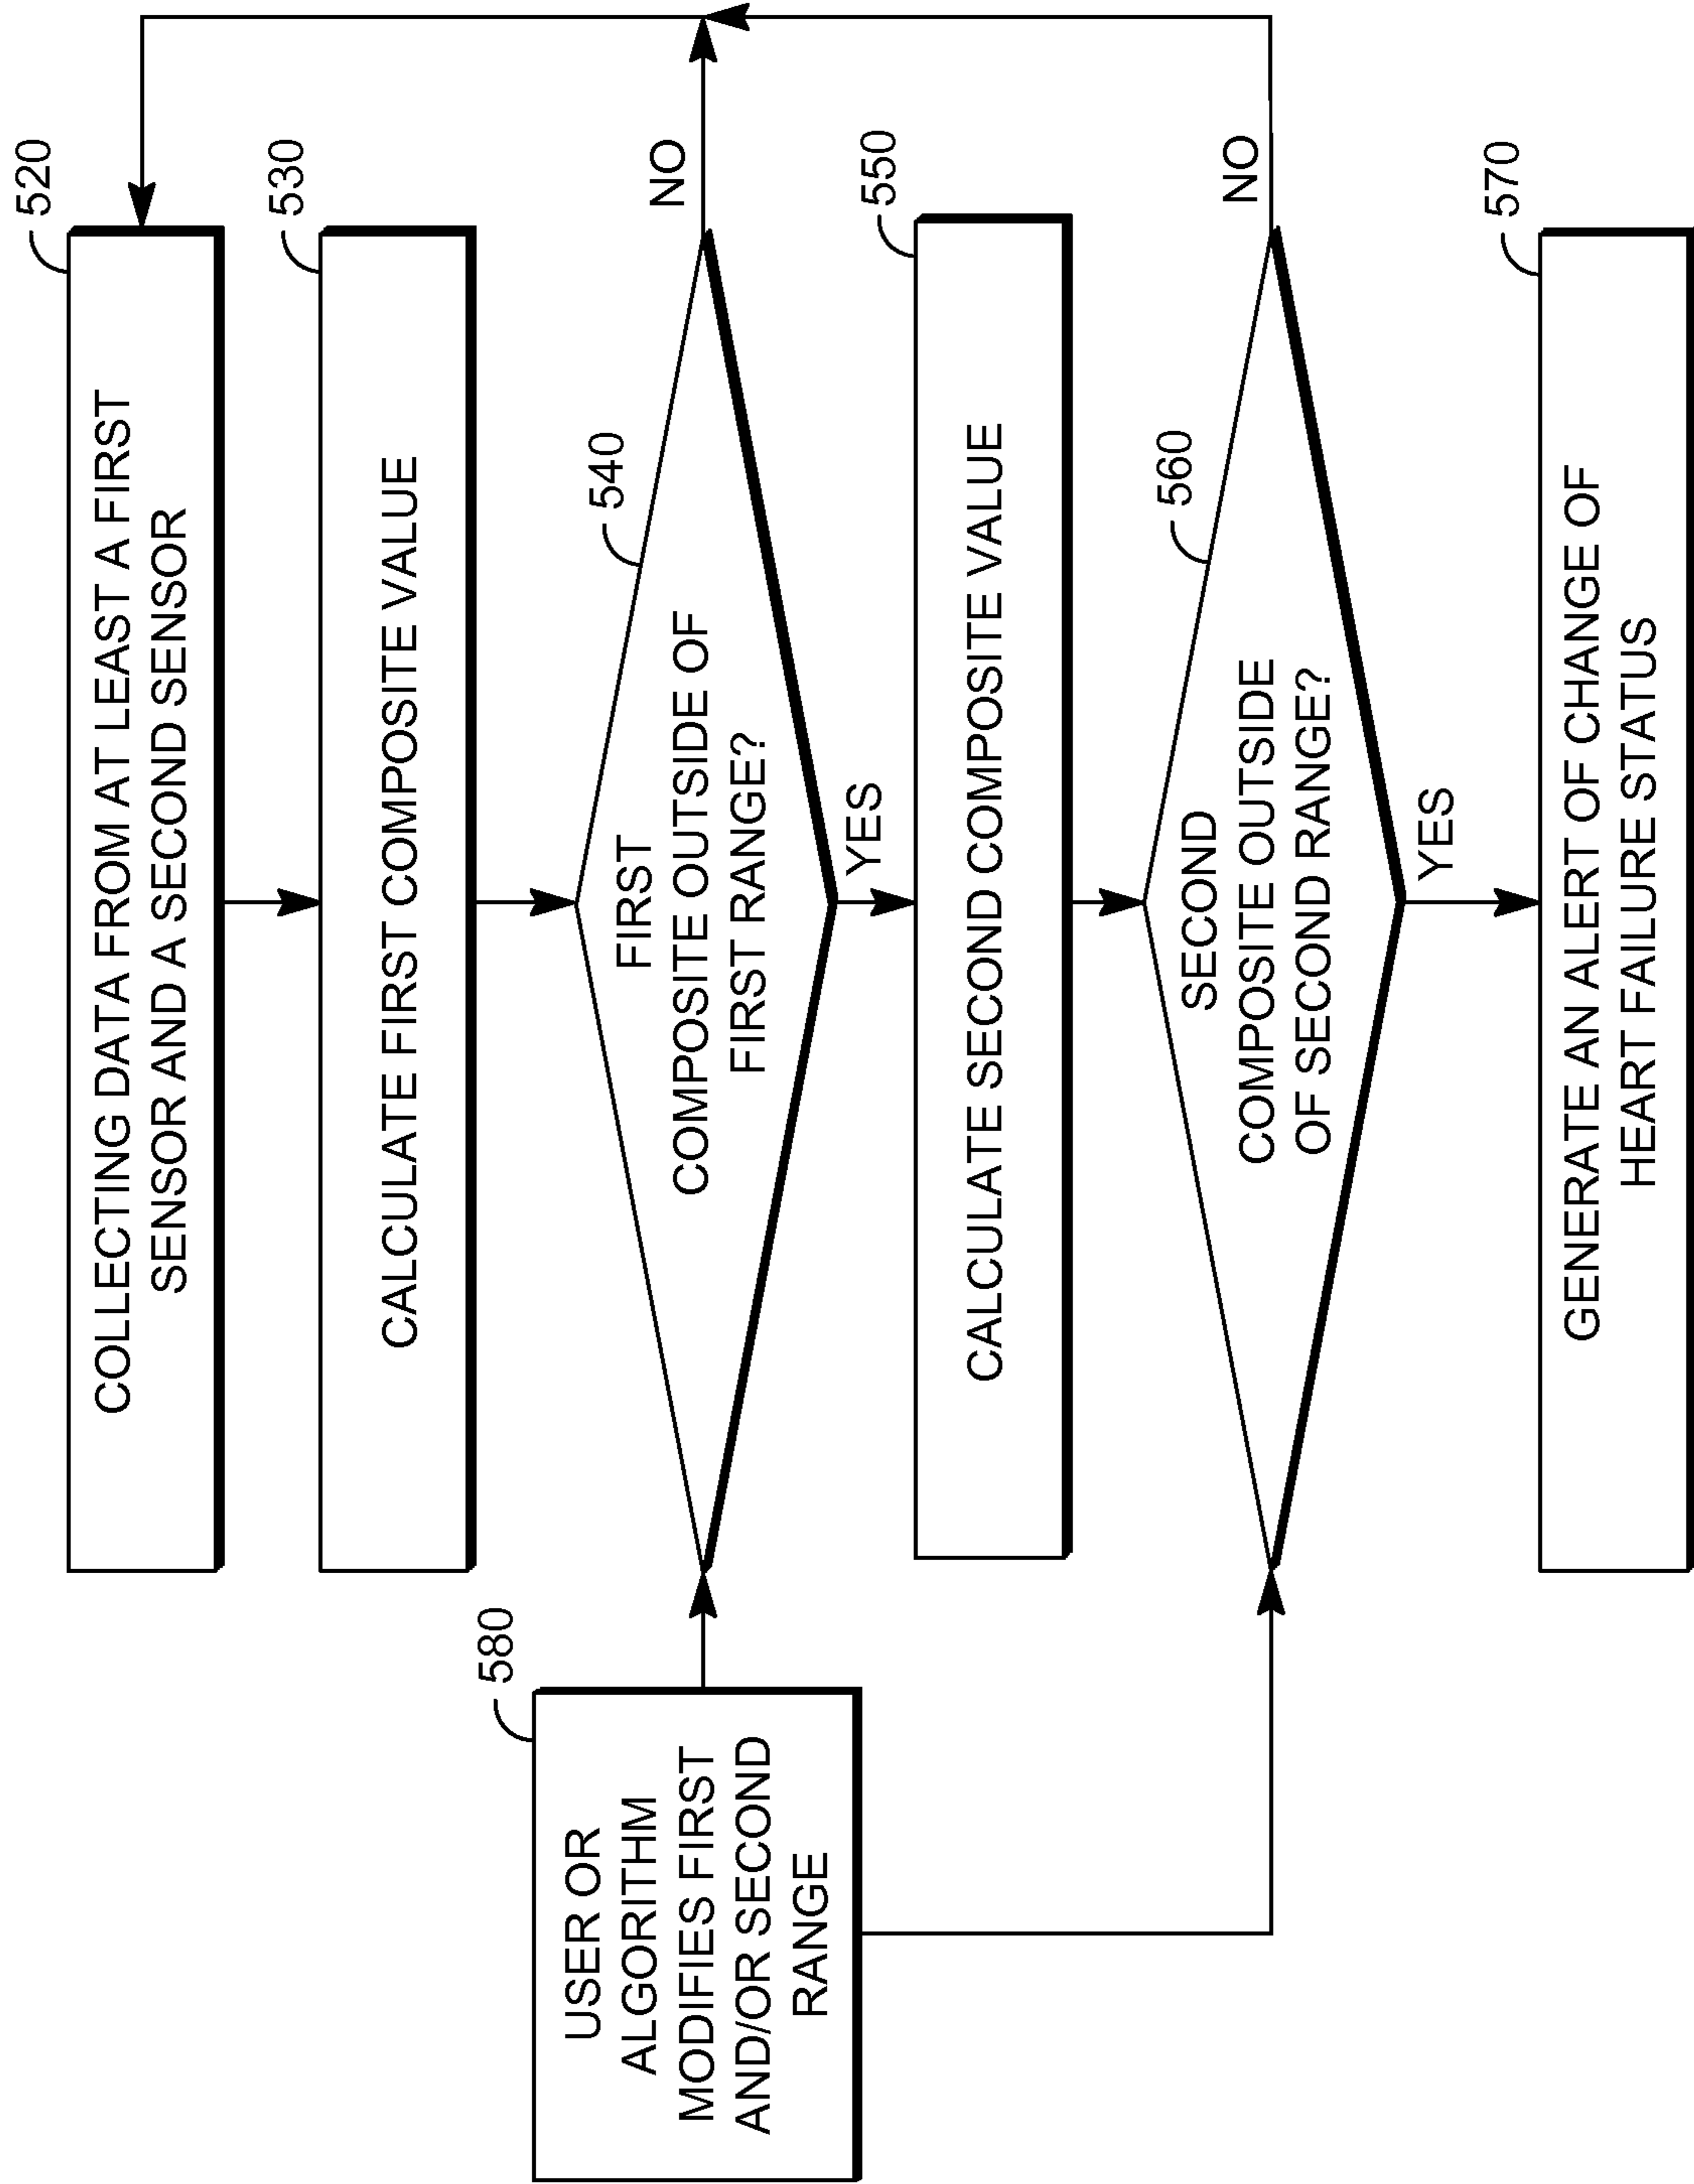 520
COLLECTING DATA FROM AT LEAST A FIRST
SENSOR AND A SECOND SENSOR
530
CALCULATE FIRST COMPOSITE VALUE
540
FIRST
COMPOSITE OUTSIDE OF
FIRST RANGE?
NO
YES
580
USER OR
ALGORITHM
MODIFIES FIRST
AND/OR SECOND
RANGE
550
CALCULATE SECOND COMPOSITE VALUE
560
SECOND
COMPOSITE OUTSIDE
OF SECOND RANGE?
NO
YES
570
GENERATE AN ALERT OF CHANGE OF
HEART FAILURE STATUS